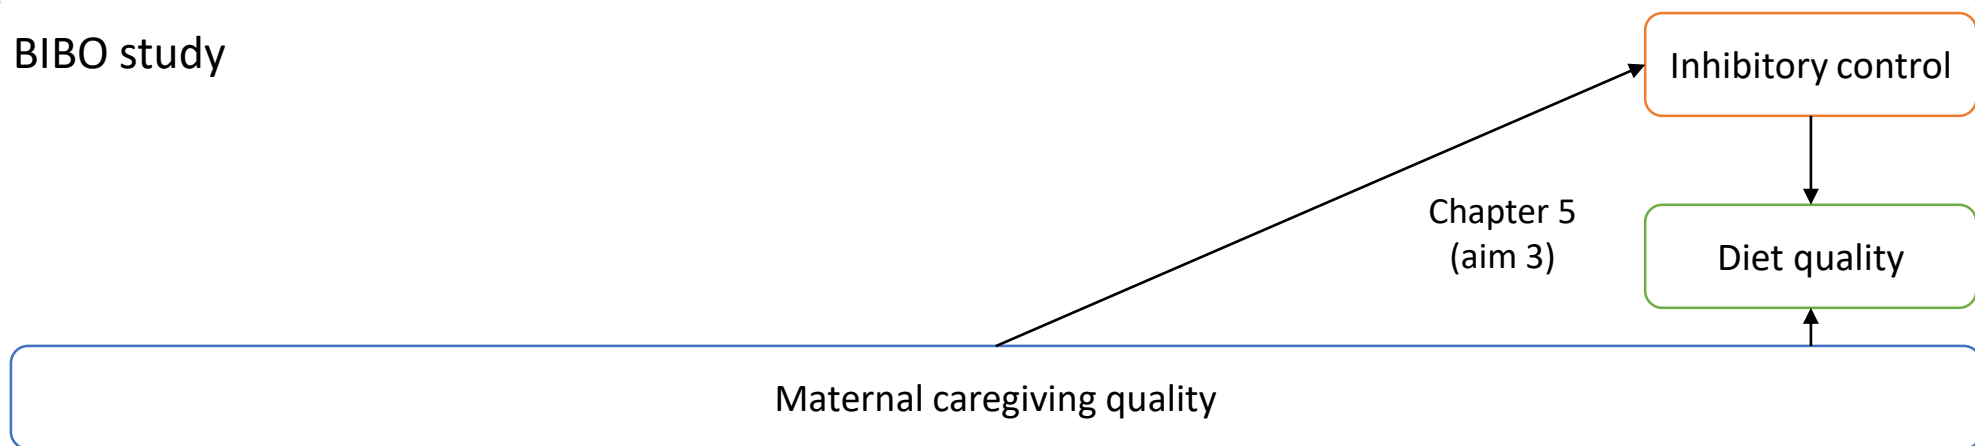 BIBO study
Inhibitory control
Chapter 5
(aim 3)
Diet quality
Maternal caregiving quality